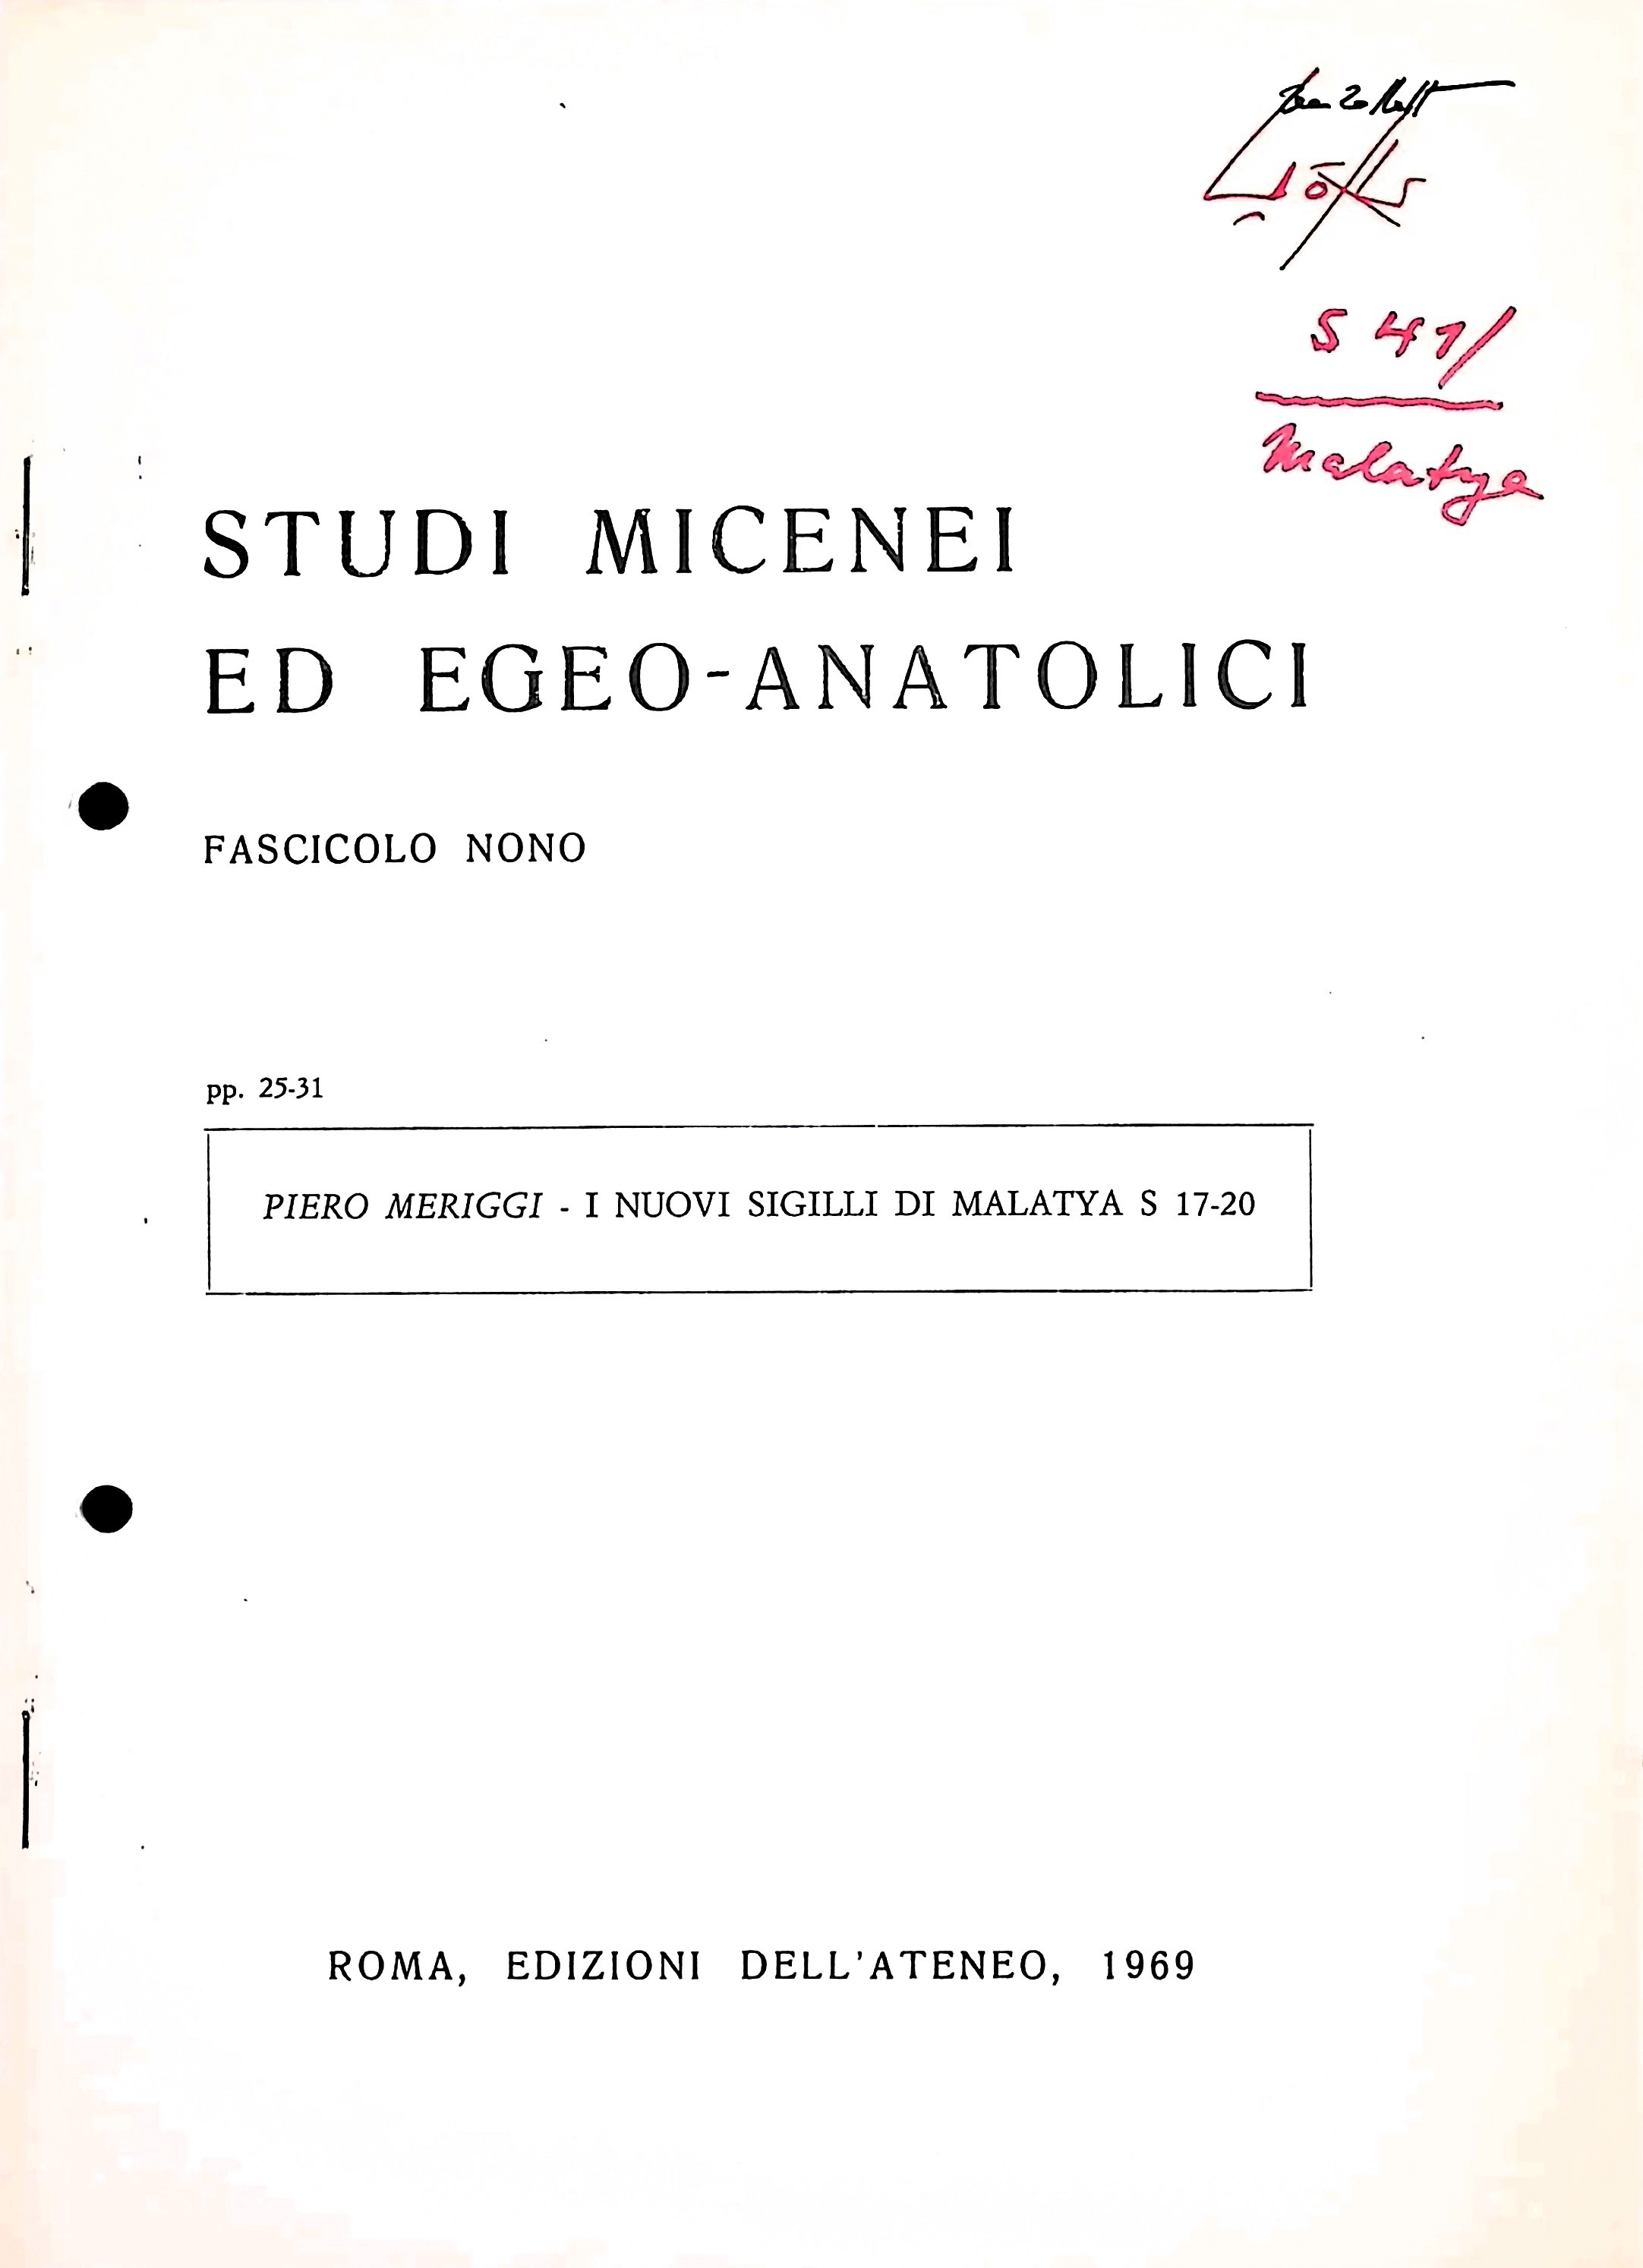 S 41/
Malatya
STUDI MICENEI
ED EGEO-ANATOLICI
FASCICOLO NONO
pp. 25-31
PIERO MERIGGI - I NUOVI SIGILLI DI MALATYA S 17-20
ROMA, EDIZIONI DELL'ATENEO, 1969